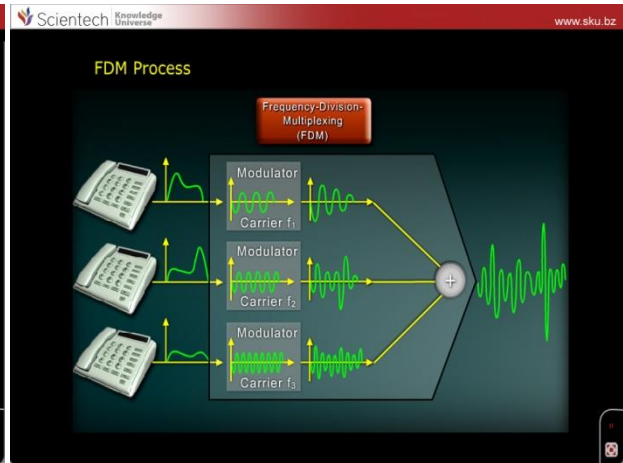 Scientech Knowledge Universe
www.sku.bz
FDM Process
Frequency-Division-
Multiplexing
(FDM)
Modulator
Carrier f₁
Modulator
Carrier f₂
Modulator
Carrier f₃
+